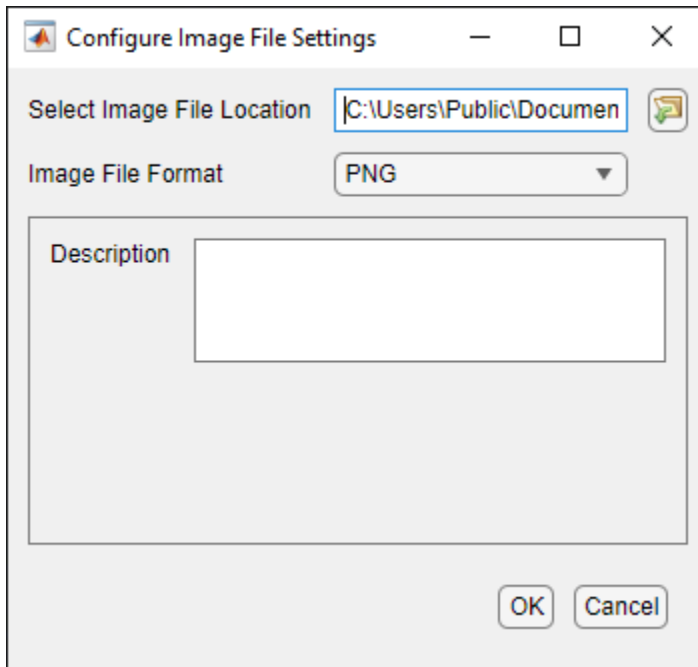 Configure Image File Settings
Select Image File Location C:\Users\Public\Documen
Image File Format PNG
Description
OK Cancel